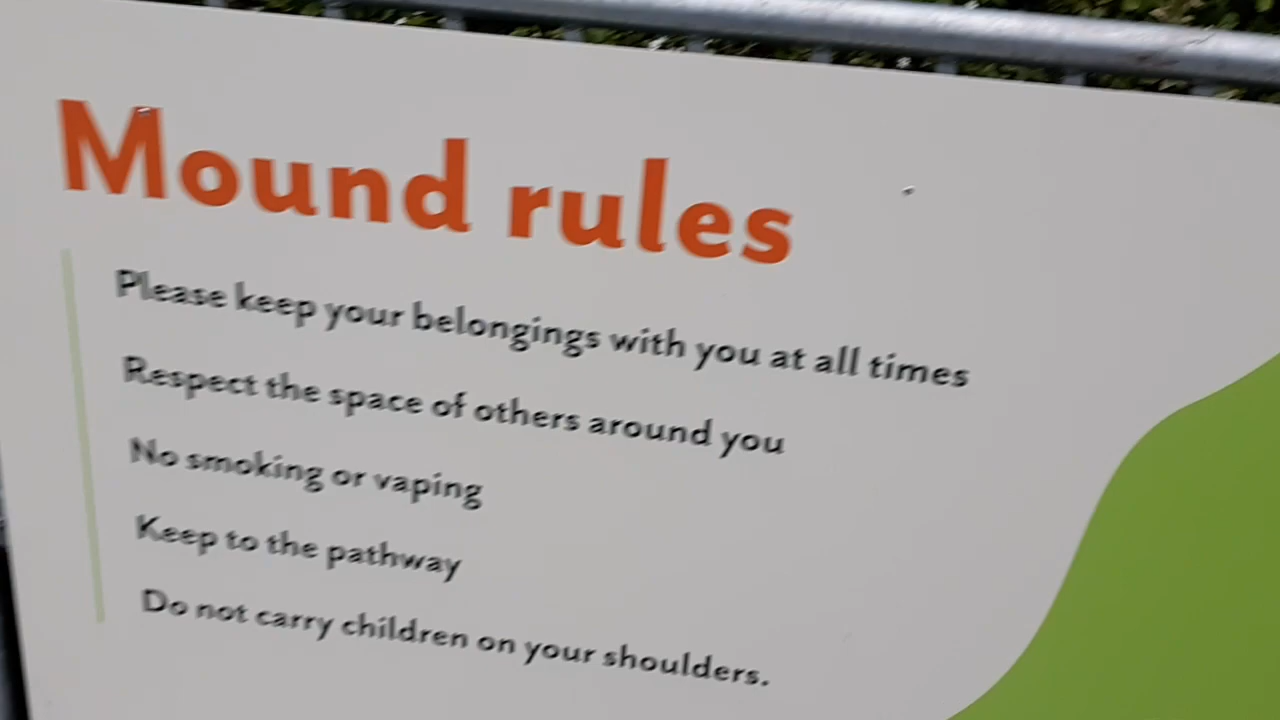 Mound rules
Please keep your belongings with you at all times
Respect the space of others around you
No smoking or vaping
Keep to the pathway
Do not carry children on your shoulders.